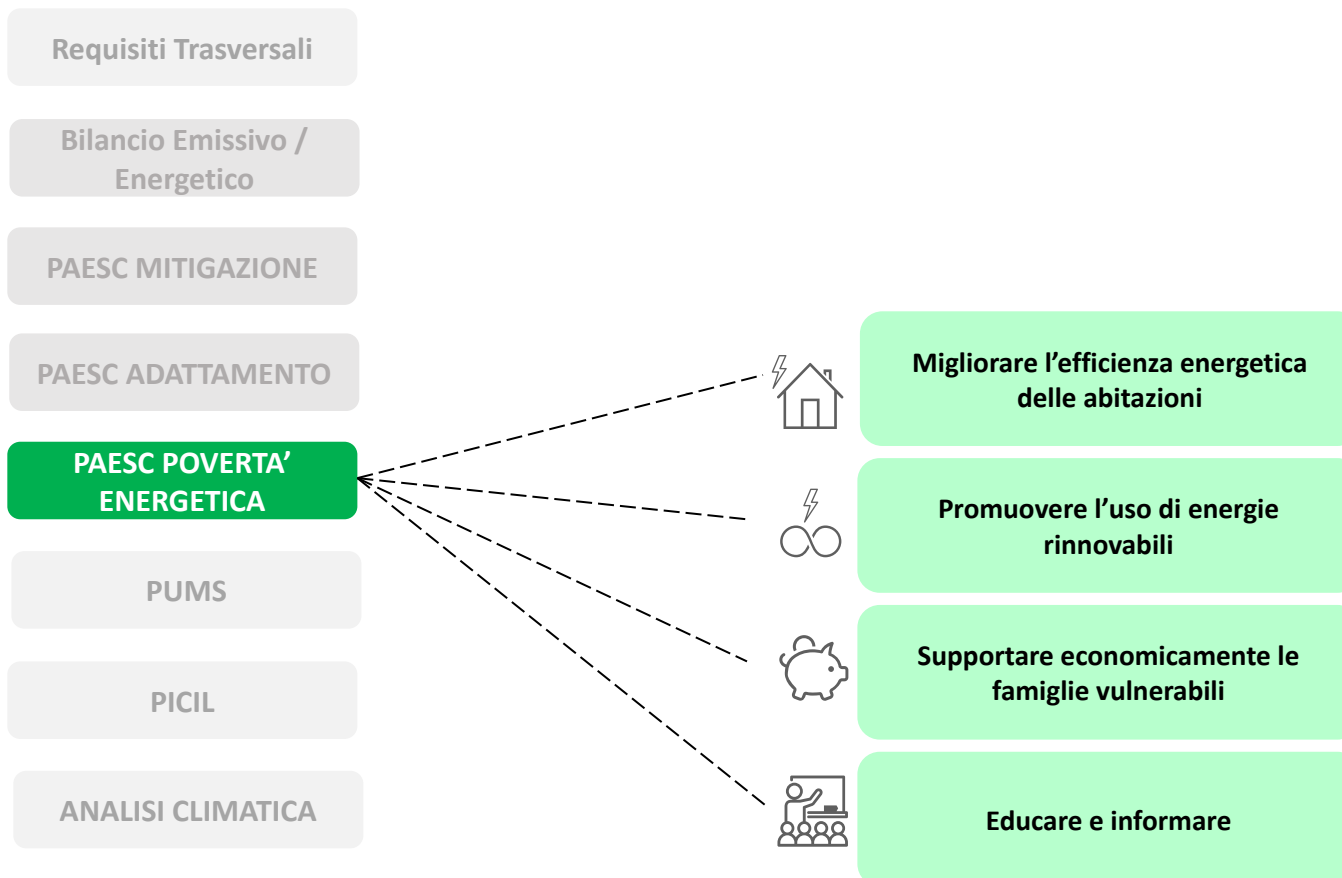 Requisiti Trasversali
Bilancio Emissivo /
Energetico
PAESC MITIGAZIONE
PAESC ADATTAMENTO
PAESC POVERTA’
ENERGETICA
PUMS
PICIL
ANALISI CLIMATICA
Migliorare l’efficienza energetica
delle abitazioni
Promuovere l’uso di energie
rinnovabili
Supportare economicamente le
famiglie vulnerabili
Educare e informare